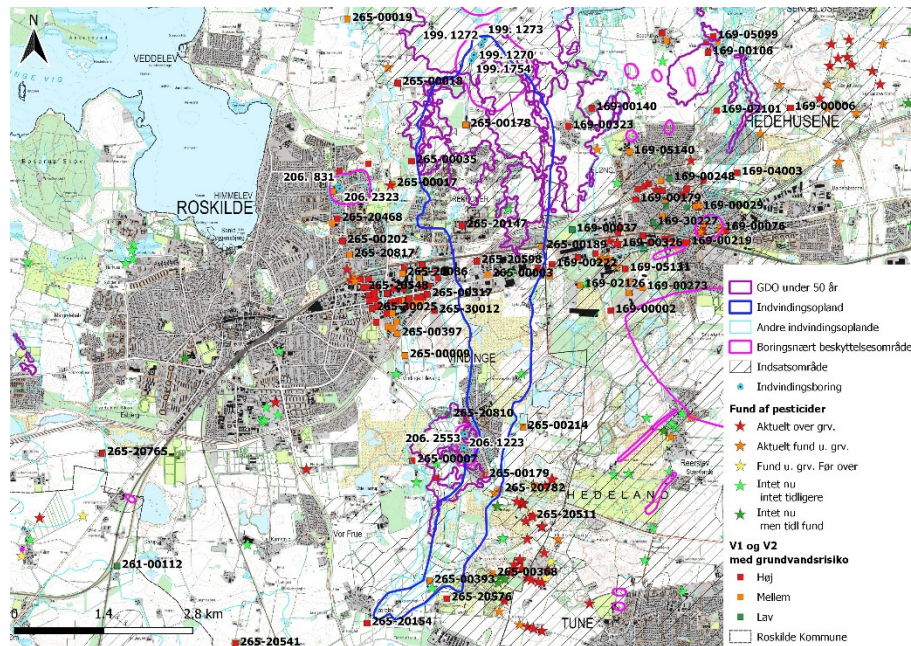 N
265-00019
199. 1272
199. 1273
199. 1270
199. 1754
169-05099
169-00106
VEDDELEV
265-00018
169-00140
169-02101
169-00006
HEDEHUSENE
265-00178
169-00323
169-05140
265-00035
206. 831
265-00017
169-00248
169-04003
HIMMELEV
206. 2323
ROSKILDE
169-00179
169-00029
265-20468
265-20147
169-30227
169-00076
169-00037
265-00202
265-00189
169-00326
169-00219
265-20817
265-20598
169-00222
169-05131
265-00003
265-20548
265-00317
169-02126
169-00273
265-30025
265-30012
169-00002
265-00397
265-00009
VINDINGE
265-20810
206. 2553
206. 1223
265-00214
265-20765
265-00007
265-00179
265-20782
HEDELAND
265-20511
Vor Frue
261-00112
265-00393
265-00368
265-20576
265-20154
TUNE
265-20541
0
1.4
2.8 km
GDO under 50 år
Indvindingsopland
Andre indvindingsoplande
Boringsnært beskyttelsesområde
Indsatsområde
Indvindingsboring
Fund af pesticider
Aktuelt over grv.
Aktuelt fund u. grv.
Fund u. grv. Før over
Intet nu
intet tidligere
Intet nu
men tidl fund
V1 og V2
med grundvandsrisiko
Høj
Mellem
Lav
Roskilde Kommune